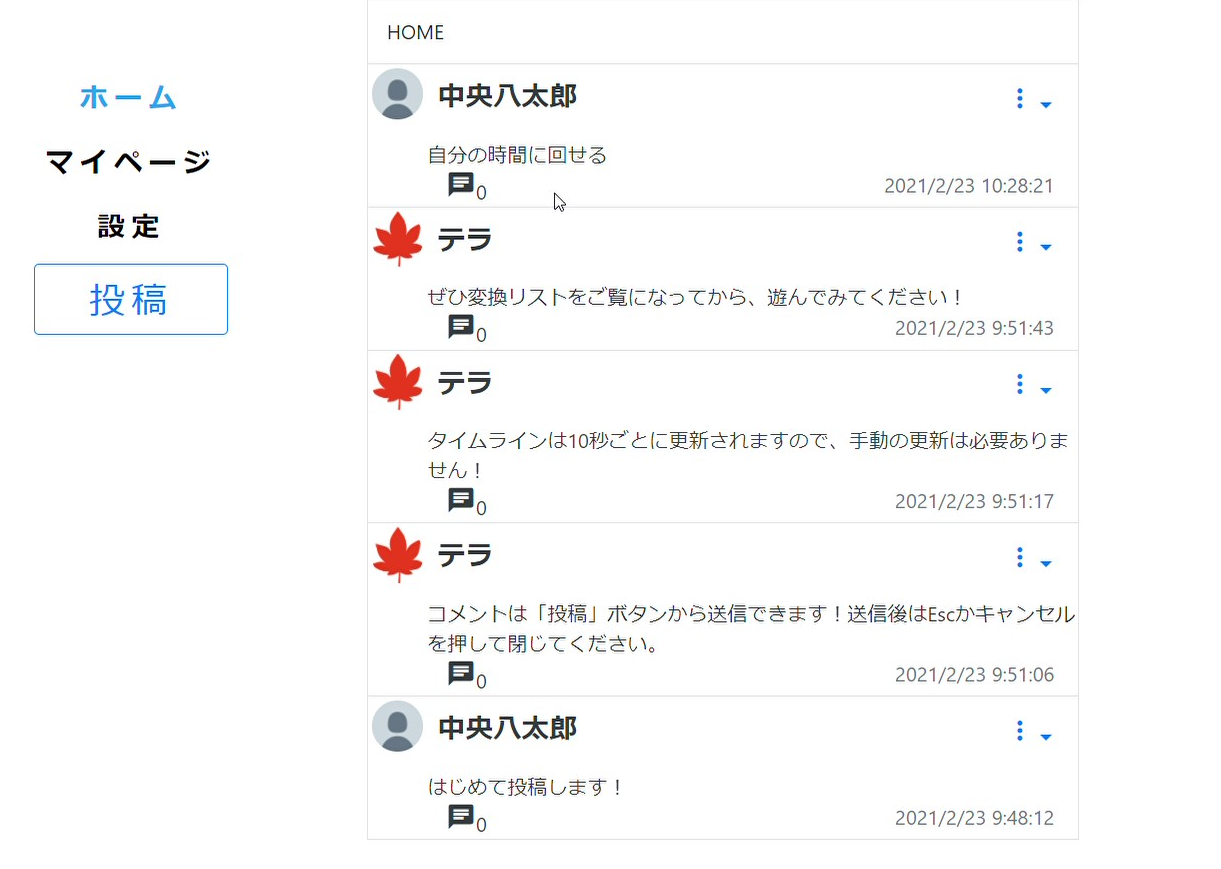 HOME
ホーム
マイページ
設定
投稿
中央八太郎
自分の時間に回せる
0
2021/2/23 10:28:21
テラ
ぜひ変換リストをご覧になってから、遊んでみてください！
0
2021/2/23 9:51:43
テラ
タイムラインは10秒ごとに更新されますので、手動の更新は必要ありま
せん！
0
2021/2/23 9:51:17
テラ
コメントは「投稿」ボタンから送信できます！送信後はEscかキャンセル
を押して閉じてください。
0
2021/2/23 9:51:06
中央八太郎
はじめて投稿します！
0
2021/2/23 9:48:12